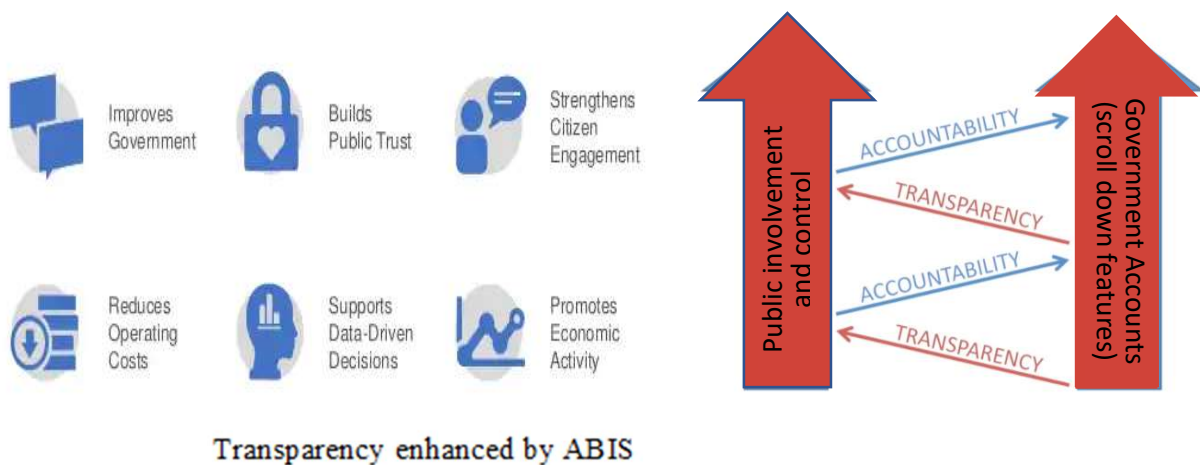 Improves
Government
Builds
Public Trust
Strengthens
Citizen
Engagement
Reduces
Operating
Costs
Supports
Data-Driven
Decisions
Promotes
Economic
Activity
Transparency enhanced by ABIS
Public involvement
and control
ACCOUNTABILITY
TRANSPARENCY
ACCOUNTABILITY
TRANSPARENCY
Government Accounts
(scroll down features)